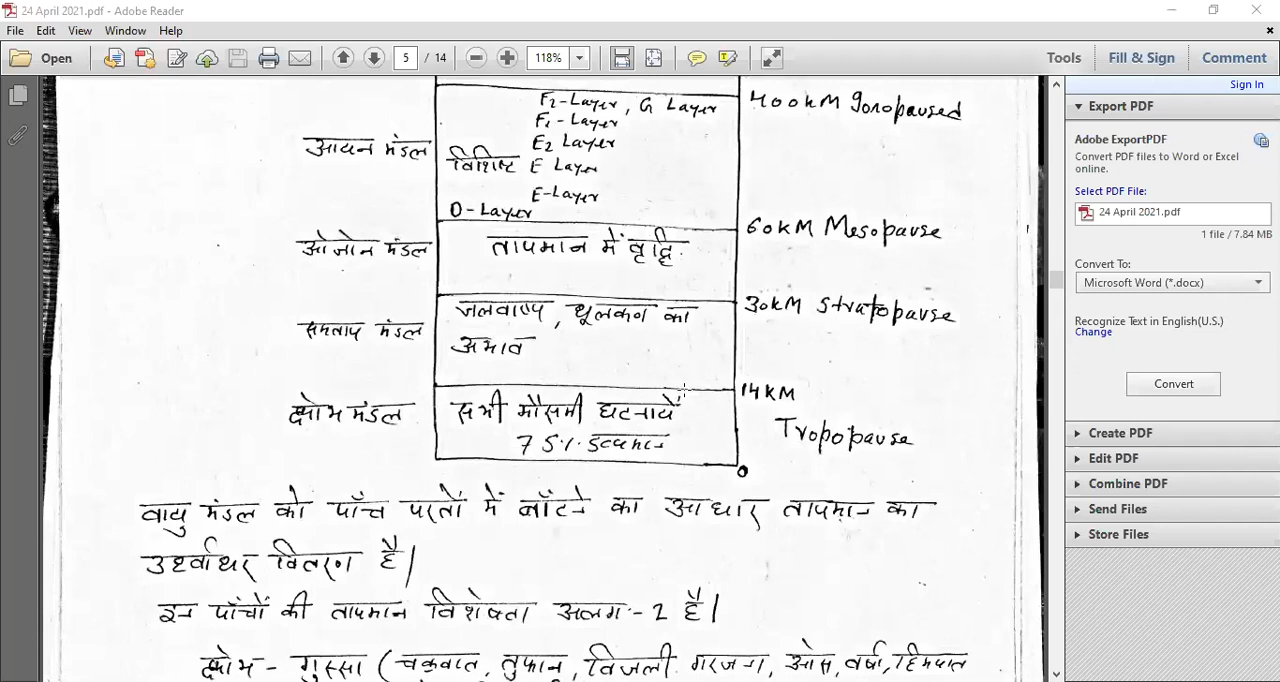 24 April 2021.pdf - Adobe Reader
File Edit View Window Help
Open 5 / 14 118% Tools Fill & Sign Comment
Sign In
Export PDF
Adobe ExportPDF
Convert PDF files to Word or Excel online.
Select PDF File:
24 April 2021.pdf
1 file / 7.84 MB
Convert To:
Microsoft Word (*.docx)
Recognize Text in English(U.S.)
Change
Convert
Create PDF
Edit PDF
Combine PDF
Send Files
Store Files
F2-Layer, G Layer 400KM Ionopaused
F1-Layer
आयन मंडल E2 Layer
विशिष्ट E Layer
E-Layer
D-Layer
60KM Mesopause
ओजोन मंडल तापमान में वृद्धि
30KM Stratopause
समताप मंडल जलवाष्प, धूलकण का
अभाव
14KM
क्षोभमंडल सभी मौसमी घटनायें
Tropopause
75%
0
वायु मंडल को पाँच परतों में बाँटने का आधार तापमान का
उर्ध्वाधर वितरण है|
इन पाँचों की तापमान विशेषता अलग-2 है|
क्षोभ - गुस्सा (चक्रवात, तुफान, बिजली गरजना, ओस, वर्षा, हिमपात